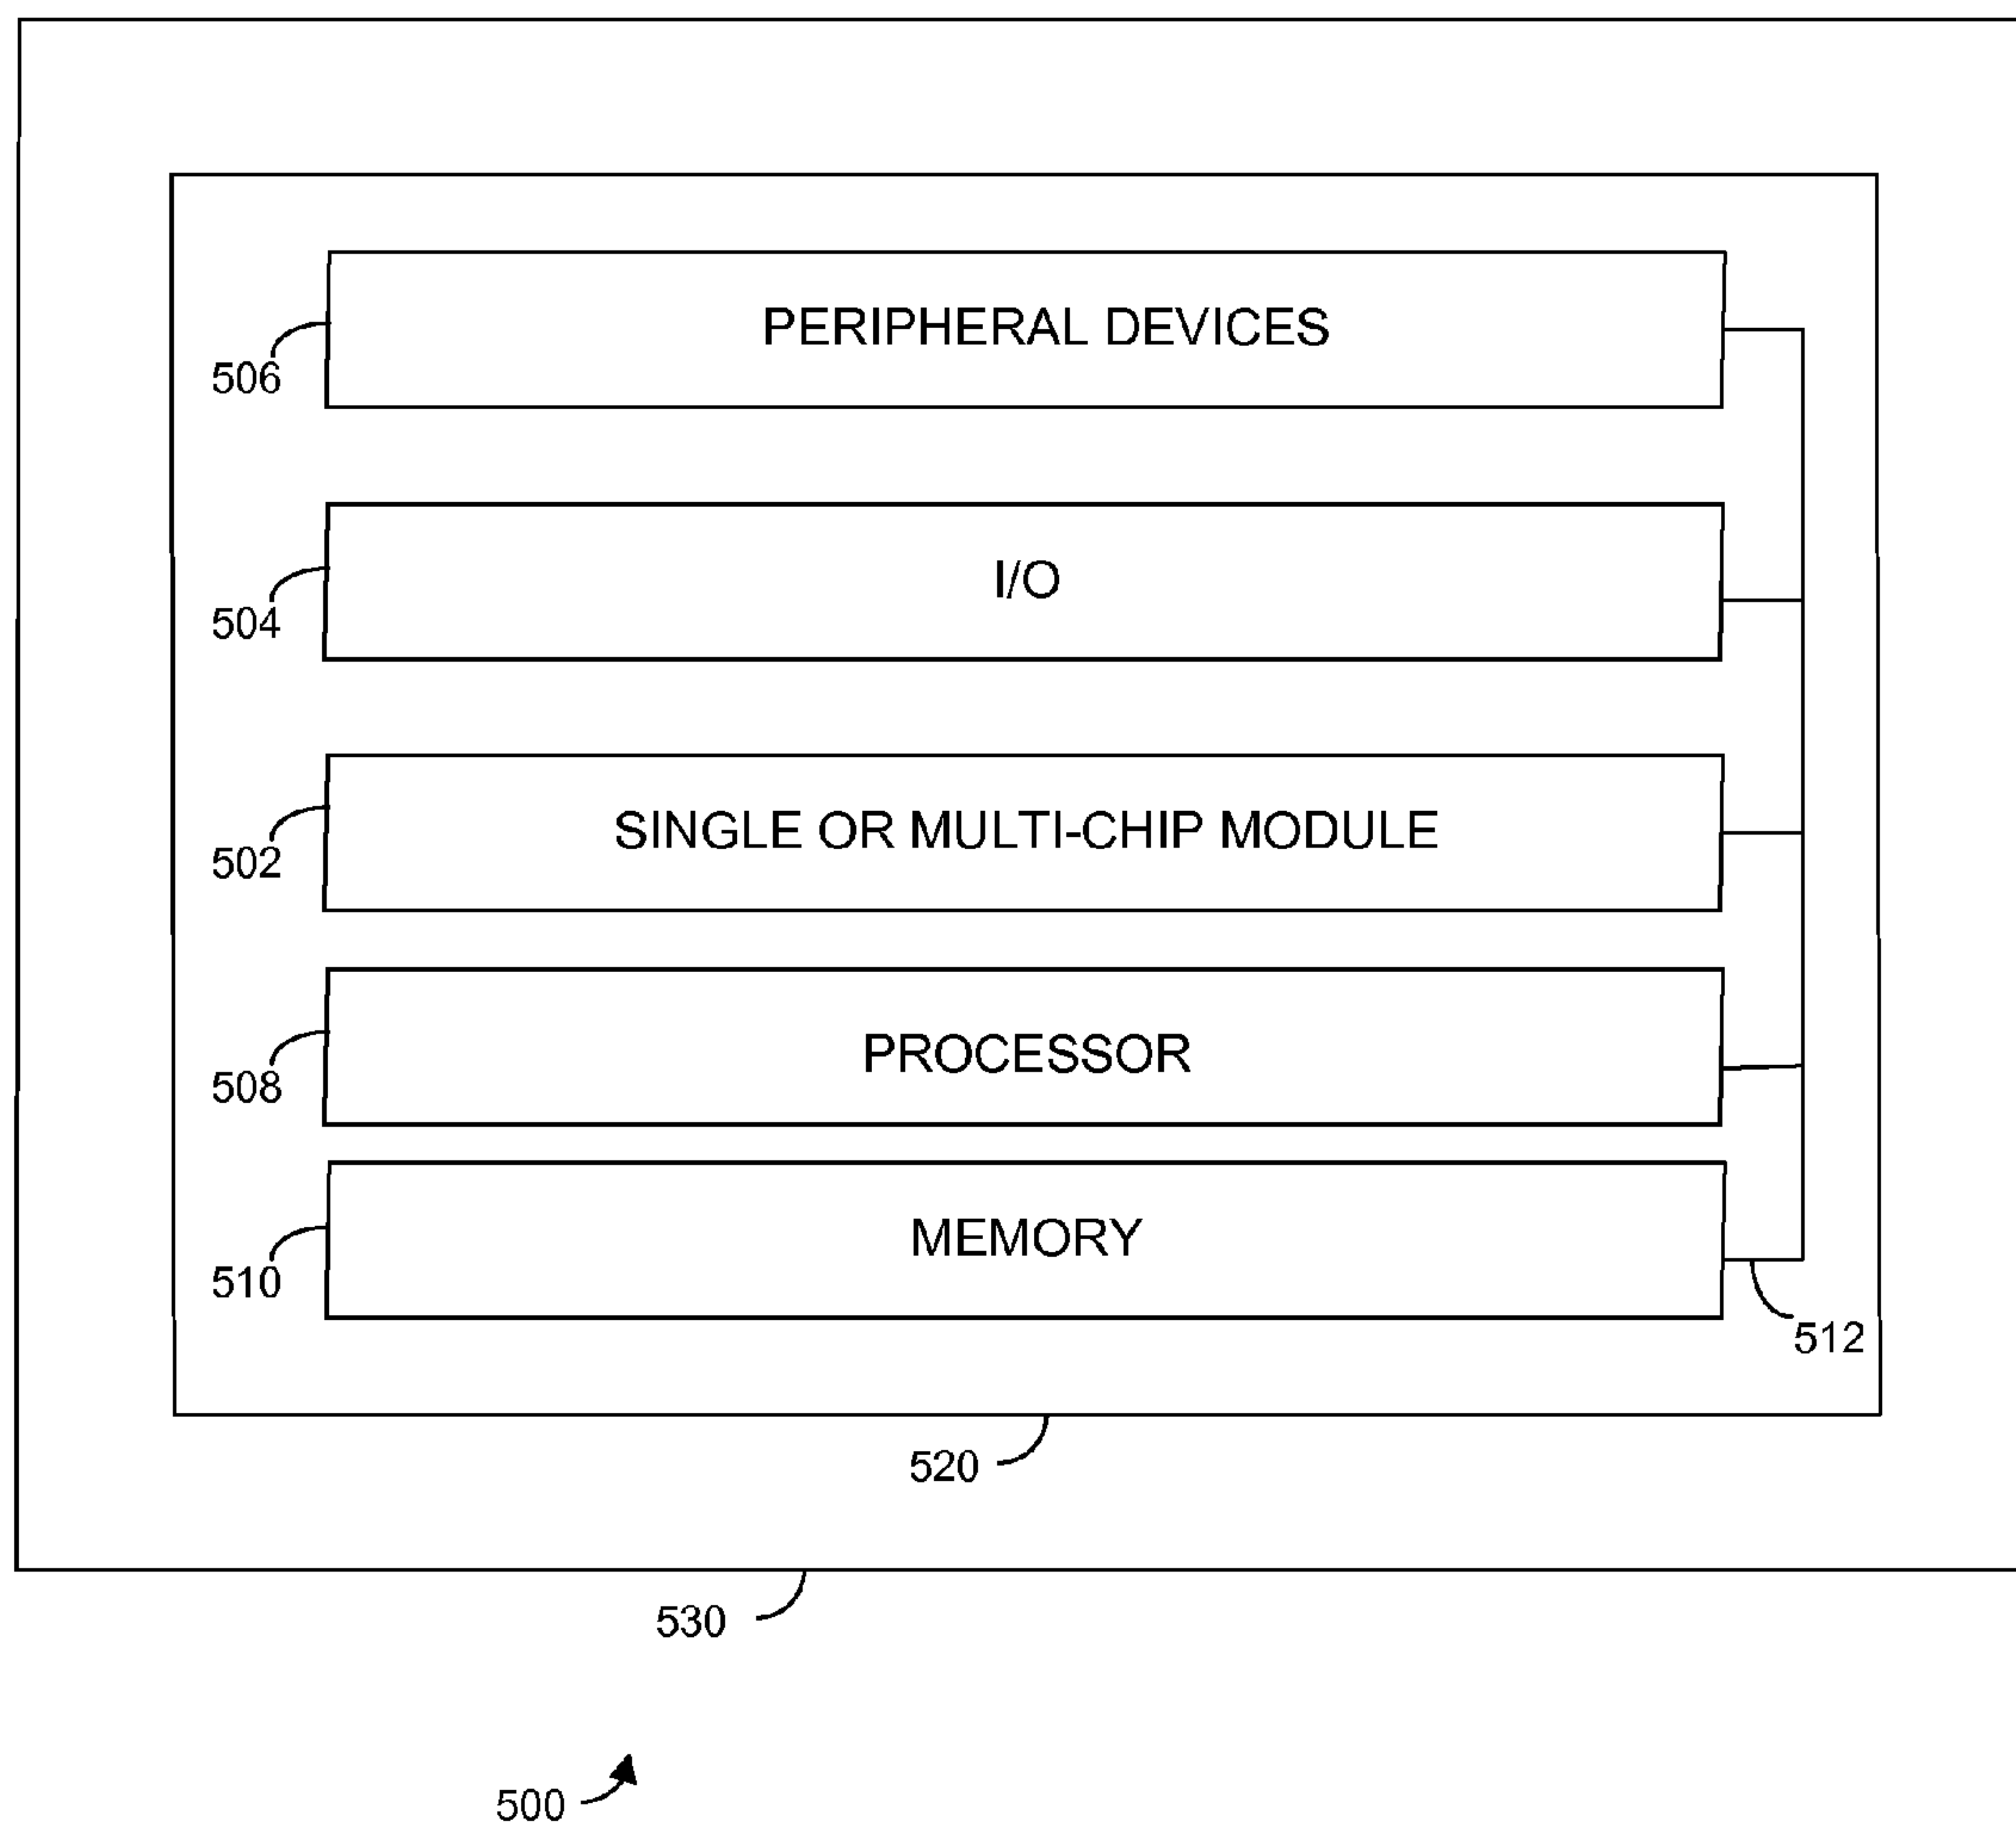 PERIPHERAL DEVICES
506
I/O
504
SINGLE OR MULTI-CHIP MODULE
502
PROCESSOR
508
MEMORY
510
512
520
530
500